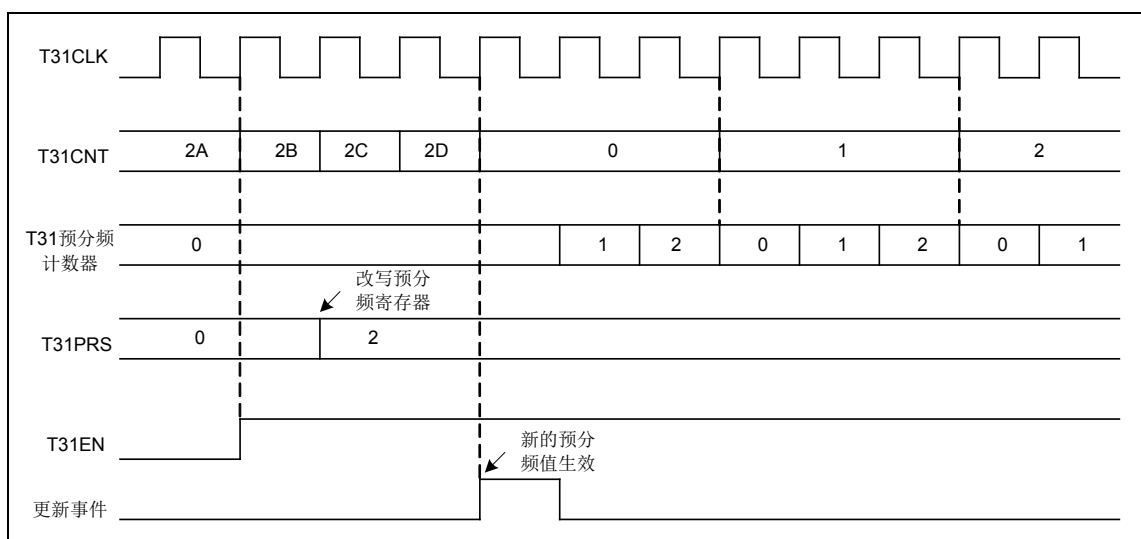 T31CLK
T31CNT
2A 2B 2C 2D 0 1 2
T31预分频
计数器
0 1 2 0 1 2 0 1
改写预分
频寄存器
T31PRS
0 2
T31EN
新的预分
频值生效
更新事件